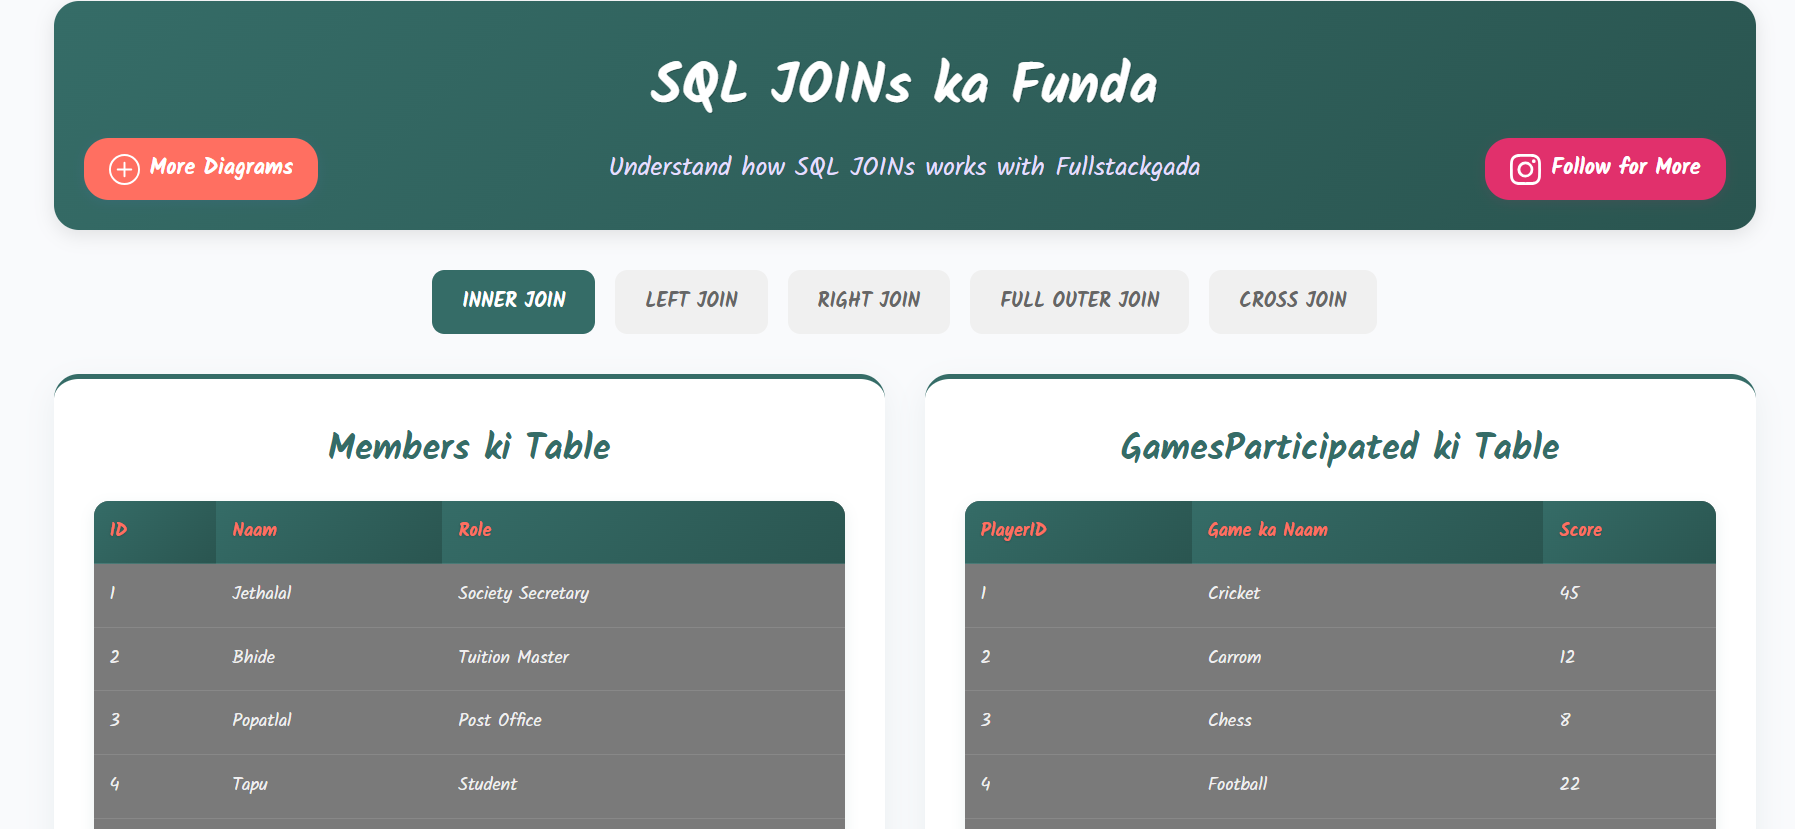 SQL JOINs ka Funda
More Diagrams
Understand how SQL JOINs works with Fullstackgada
Follow for More
INNER JOIN
LEFT JOIN
RIGHT JOIN
FULL OUTER JOIN
CROSS JOIN
Members ki Table
ID Naam Role
1 Jethalal Society Secretary
2 Bhide Tuition Master
3 Popatlal Post Office
4 Tapu Student
GamesParticipated ki Table
PlayerID Game ka Naam Score
1 Cricket 45
2 Carrom 12
3 Chess 8
4 Football 22